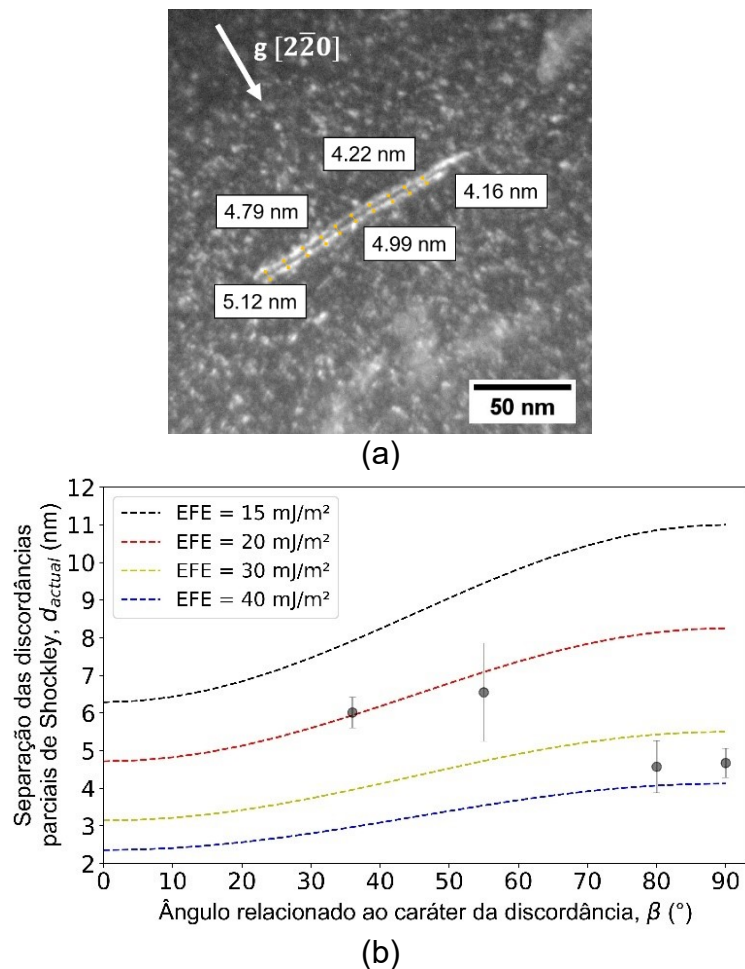 g [22̅0]
4.22 nm
4.79 nm
4.16 nm
4.99 nm
5.12 nm
50 nm
(a)
12
11
10
9
8
7
6
5
4
3
2
Separação das discordâncias
parciais de Shockley, d_actual (nm)
EFE = 15 mJ/m²
EFE = 20 mJ/m²
EFE = 30 mJ/m²
EFE = 40 mJ/m²
0 10 20 30 40 50 60 70 80 90
Ângulo relacionado ao caráter da discordância, β (°)
(b)